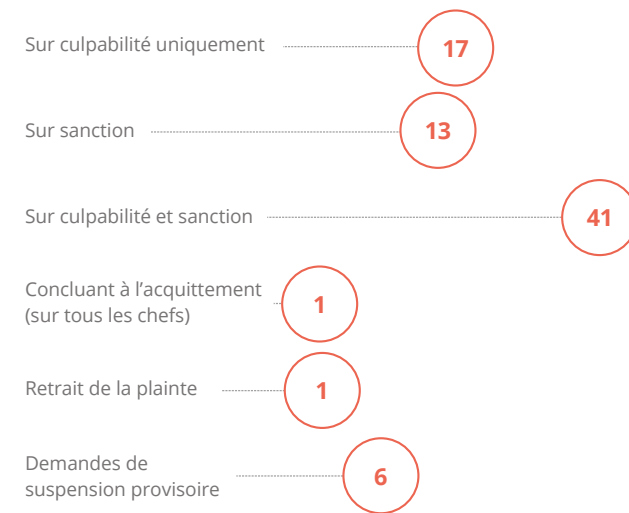 Sur culpabilité uniquement 17
Sur sanction 13
Sur culpabilité et sanction 41
Concluant à l’acquittement
(sur tous les chefs) 1
Retrait de la plainte 1
Demandes de
suspension provisoire 6